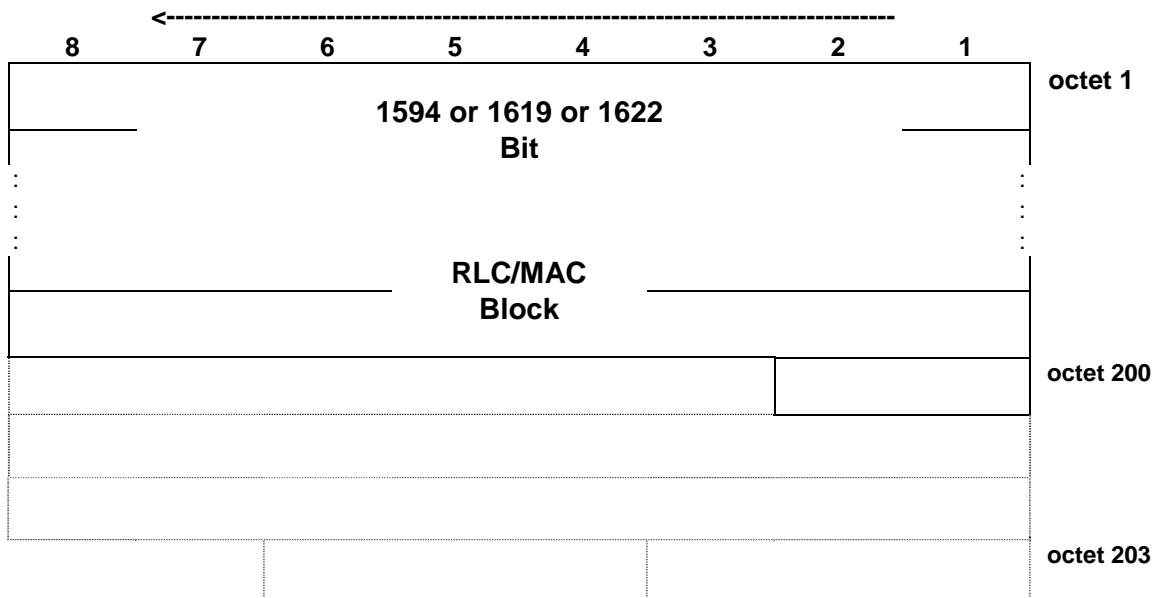 <--------------------------------------------------------------------------------
8 7 6 5 4 3 2 1
octet 1
1594 or 1619 or 1622
Bit
: :
: :
: :
RLC/MAC
Block
octet 200
octet 203